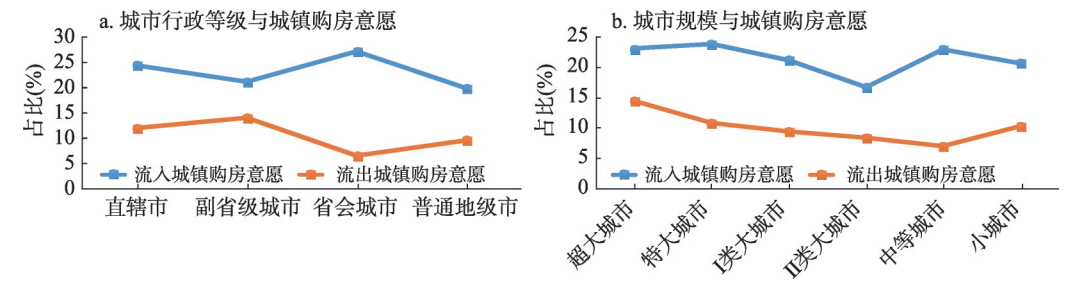 a. 城市行政等级与城镇购房意愿
30
25
20
15
10
5
0
占比(%)
流入城镇购房意愿
流出城镇购房意愿
直辖市
副省级城市
省会城市
普通地级市
b. 城市规模与城镇购房意愿
25
20
15
10
5
0
占比(%)
流入城镇购房意愿
流出城镇购房意愿
超大城市
特大城市
I类大城市
II类大城市
中等城市
小城市